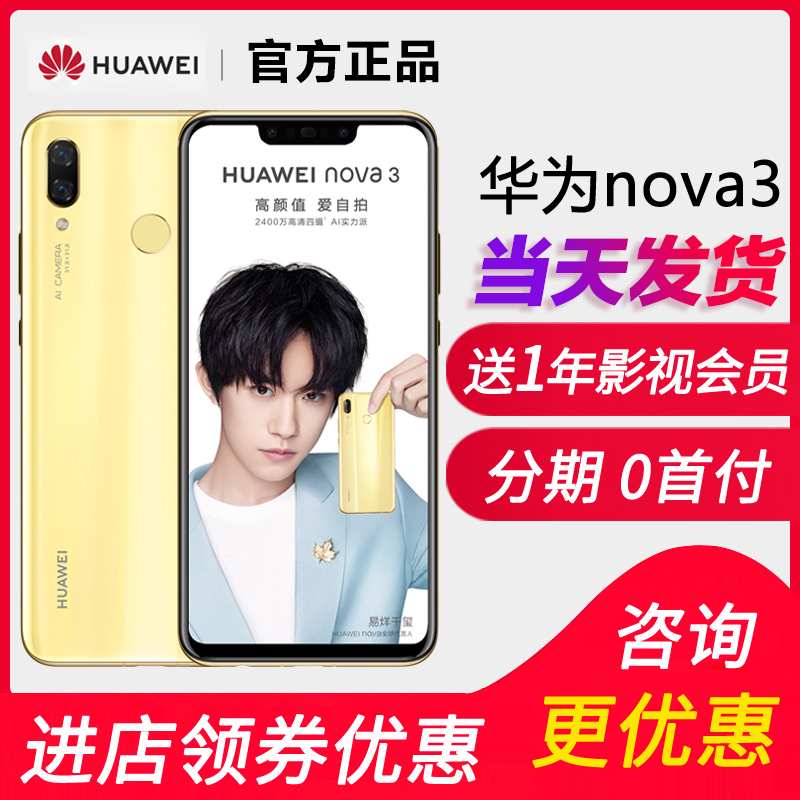 HUAWEI | 官方正品
HUAWEI nova 3
高颜值 爱自拍
2400万高清四摄 AI实力派
AI CAMERA
HUAWEI
HUAWEI
易烊千玺
HUAWEI nova全球代言人
华为nova3
当天发货
送1年影视会员
分期 0首付
咨询
更优惠
进店领券优惠